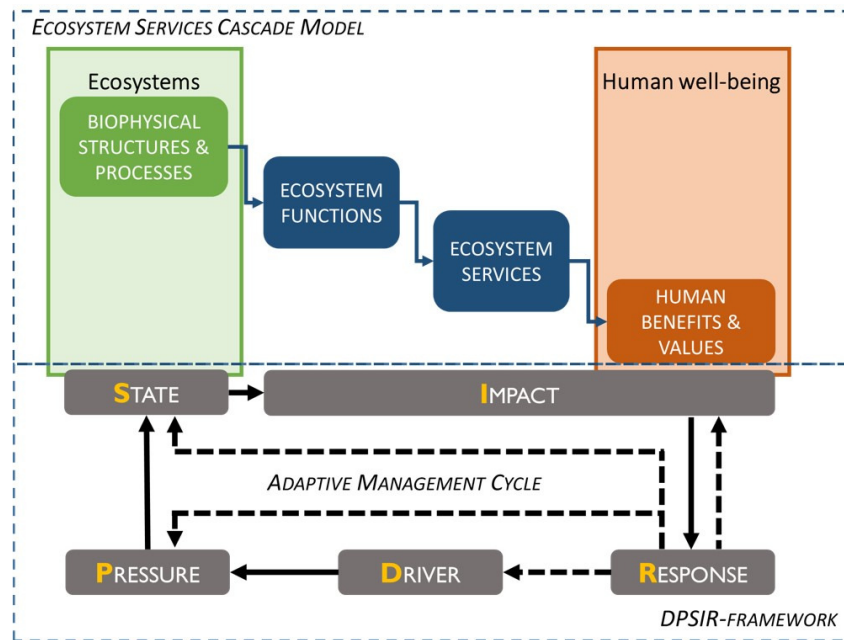 ECOSYSTEM SERVICES CASCADE MODEL
Ecosystems
Human well-being
BIOPHYSICAL
STRUCTURES &
PROCESSES
ECOSYSTEM
FUNCTIONS
ECOSYSTEM
SERVICES
HUMAN
BENEFITS &
VALUES
STATE
IMPACT
ADAPTIVE MANAGEMENT CYCLE
PRESSURE
DRIVER
RESPONSE
DPSIR-FRAMEWORK